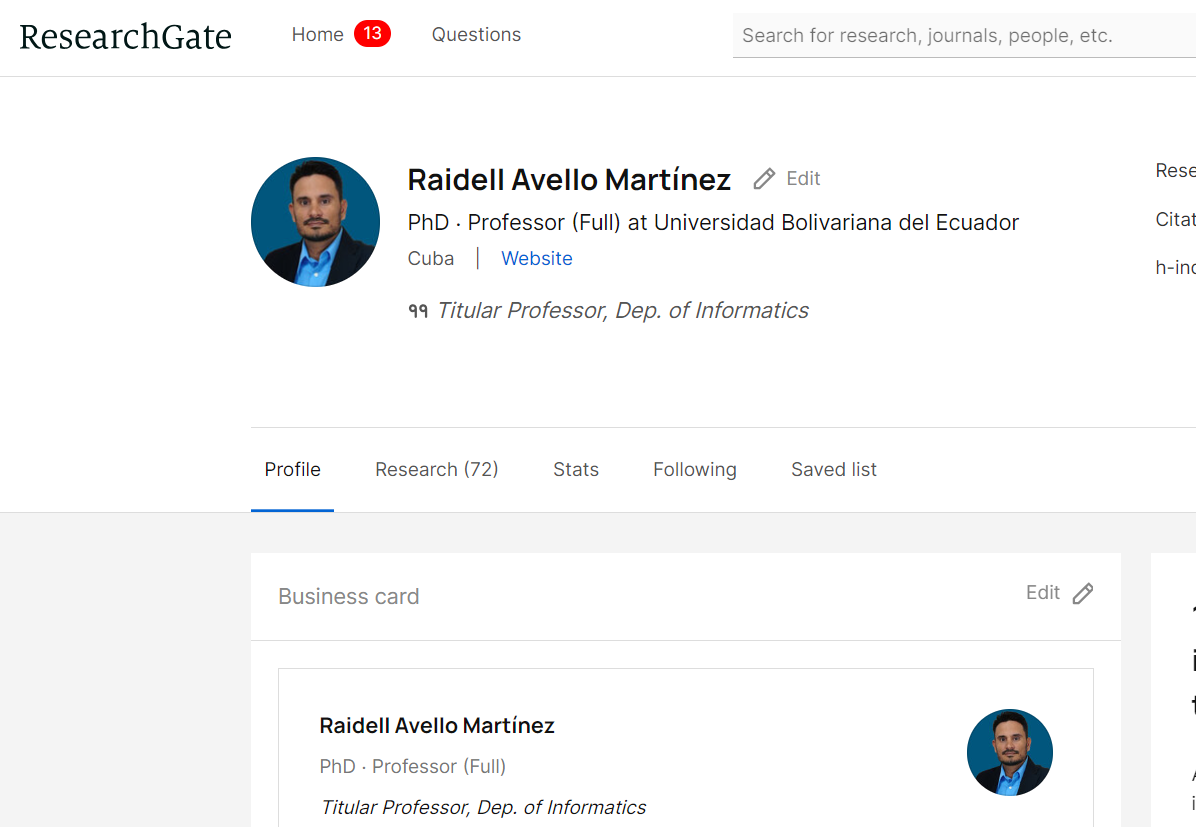 ResearchGate
Home 13 Questions
Search for research, journals, people, etc.
Raidell Avello Martínez Edit
PhD · Professor (Full) at Universidad Bolivariana del Ecuador
Cuba | Website
Titular Professor, Dep. of Informatics
Rese
Citat
h-ind
Profile Research (72) Stats Following Saved list
Business card Edit
Raidell Avello Martínez
PhD · Professor (Full)
Titular Professor, Dep. of Informatics